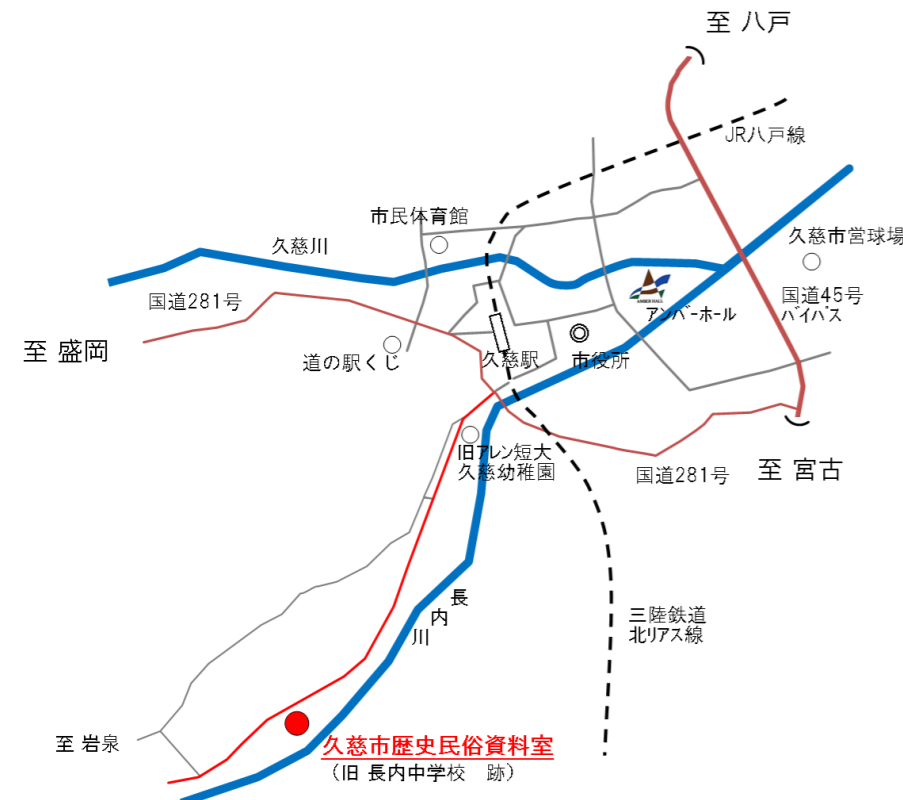 至 八戸
JR八戸線
市民体育館
久慈川
久慈市営球場
国道281号
国道45号
バイパス
AMBER HALL
アンバーホール
至 盛岡
道の駅くじ
久慈駅
市役所
旧アレン短大
久慈幼稚園
国道281号
至 宮古
長内川
三陸鉄道
北リアス線
至 岩泉
久慈市歴史民俗資料室
（旧 長内中学校　跡）